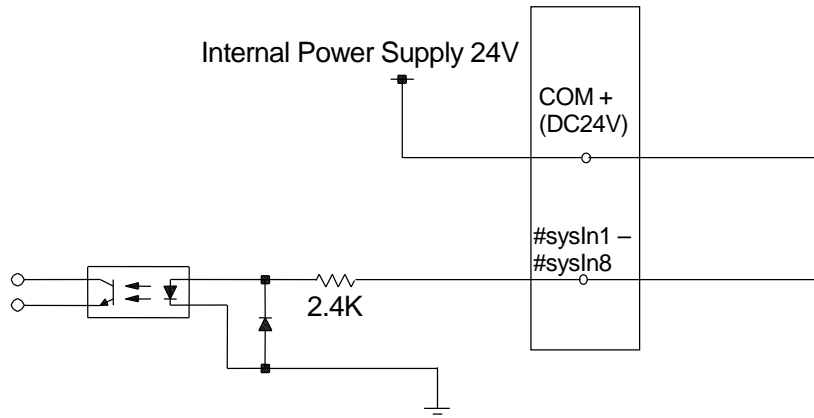 Internal Power Supply 24V
COM +
(DC24V)
#sysIn1 –
#sysIn8
2.4K